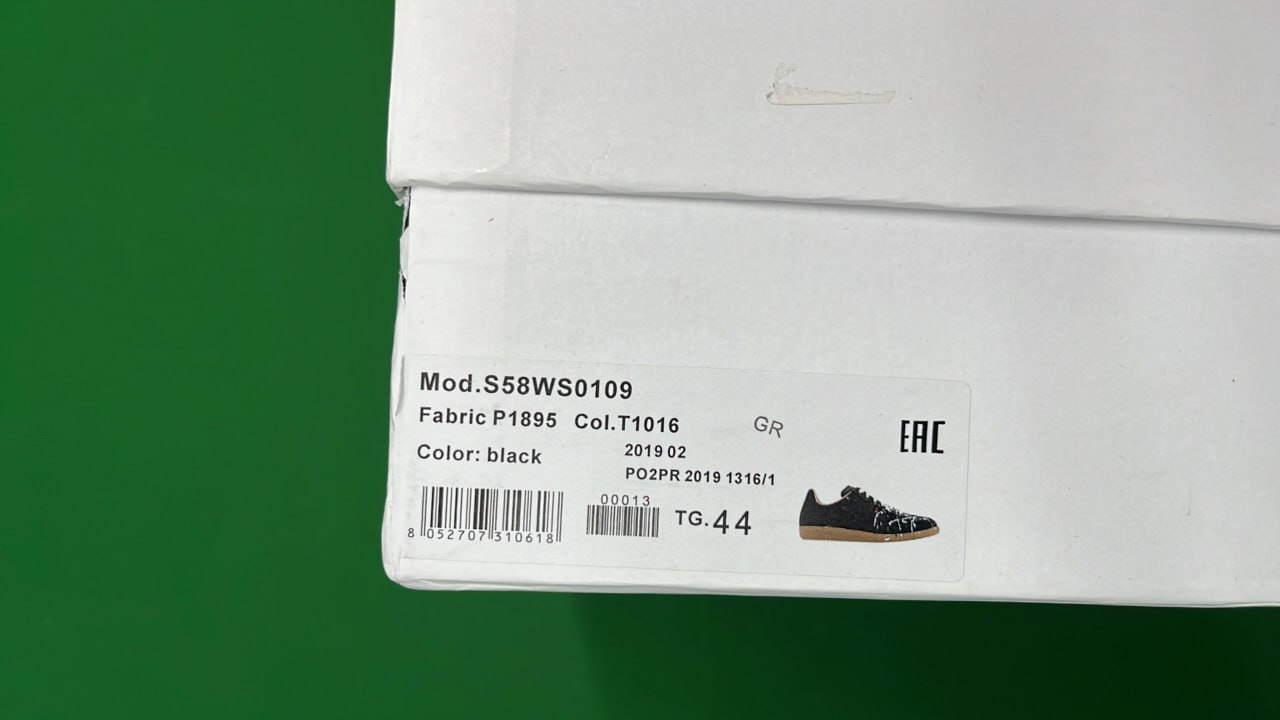 Mod.S58WS0109
Fabric P1895 Col.T1016
GR
EAC
Color: black
2019 02
PO2PR 2019 1316/1
00013
TG.44
8 052707 310618